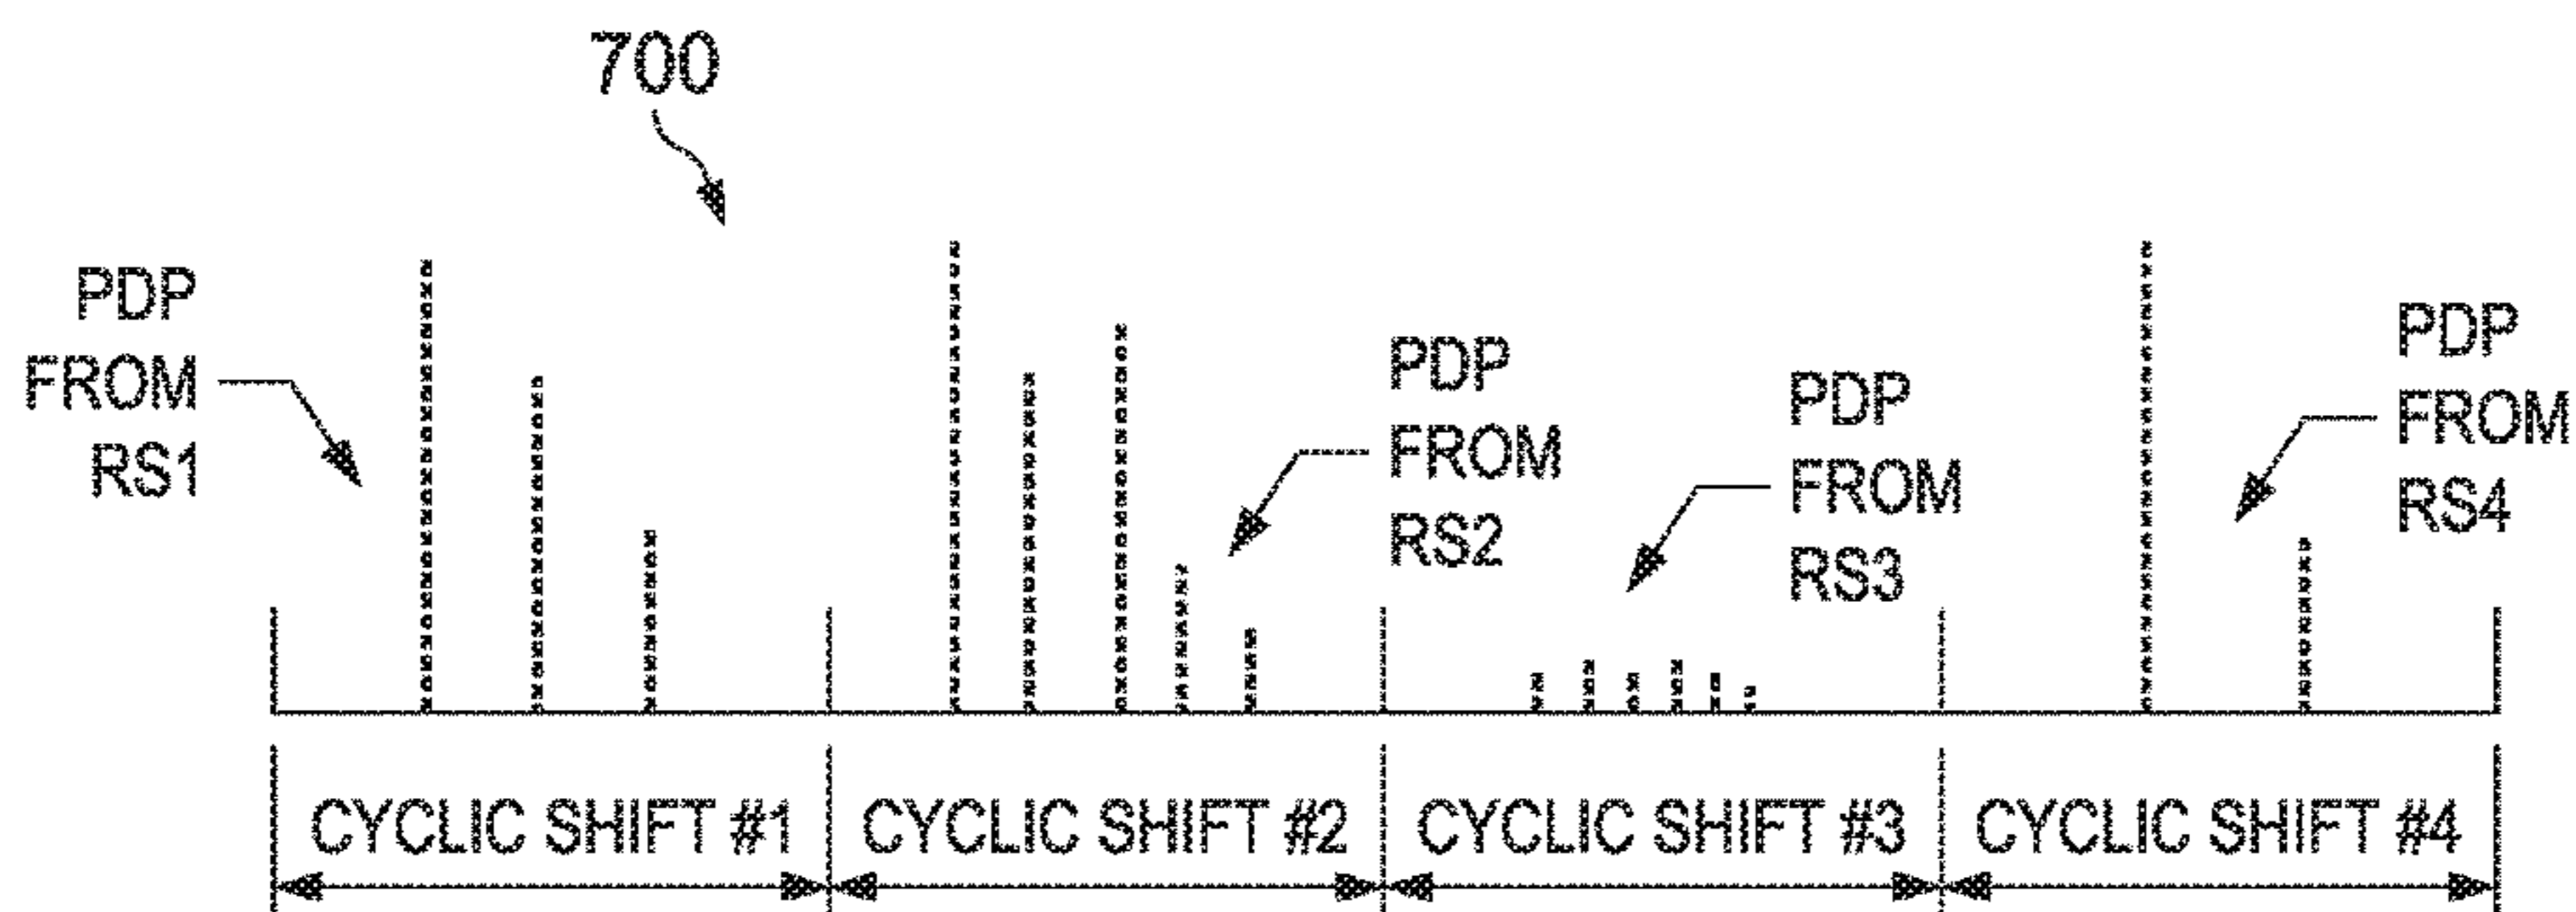 700
PDP
FROM
RS1
PDP
FROM
RS2
PDP
FROM
RS3
PDP
FROM
RS4
CYCLIC SHIFT #1
CYCLIC SHIFT #2
CYCLIC SHIFT #3
CYCLIC SHIFT #4